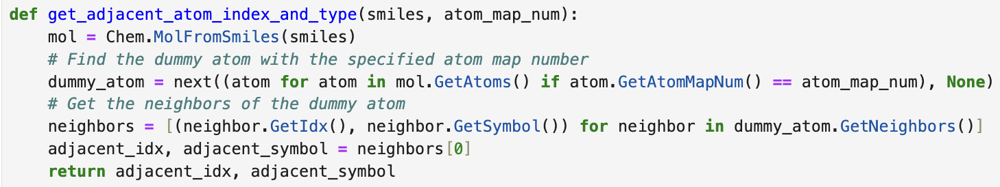 def get_adjacent_atom_index_and_type(smiles, atom_map_num):
    mol = Chem.MolFromSmiles(smiles)
    # Find the dummy atom with the specified atom map number
    dummy_atom = next((atom for atom in mol.GetAtoms() if atom.GetAtomMapNum() == atom_map_num), None)
    # Get the neighbors of the dummy atom
    neighbors = [(neighbor.GetIdx(), neighbor.GetSymbol()) for neighbor in dummy_atom.GetNeighbors()]
    adjacent_idx, adjacent_symbol = neighbors[0]
    return adjacent_idx, adjacent_symbol